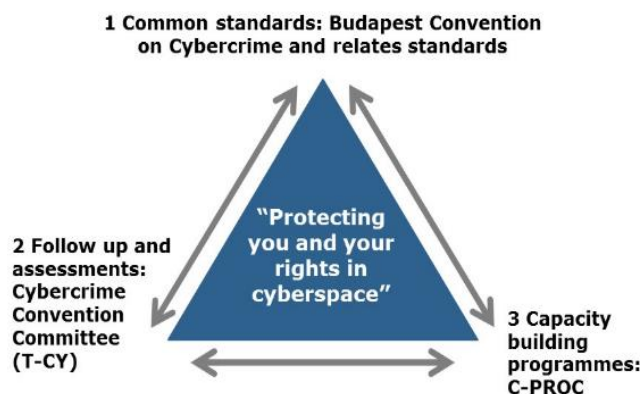 1 Common standards: Budapest Convention
on Cybercrime and relates standards
“Protecting
you and your
rights in
cyberspace”
2 Follow up and
assessments:
Cybercrime
Convention
Committee
(T-CY)
3 Capacity
building
programmes:
C-PROC